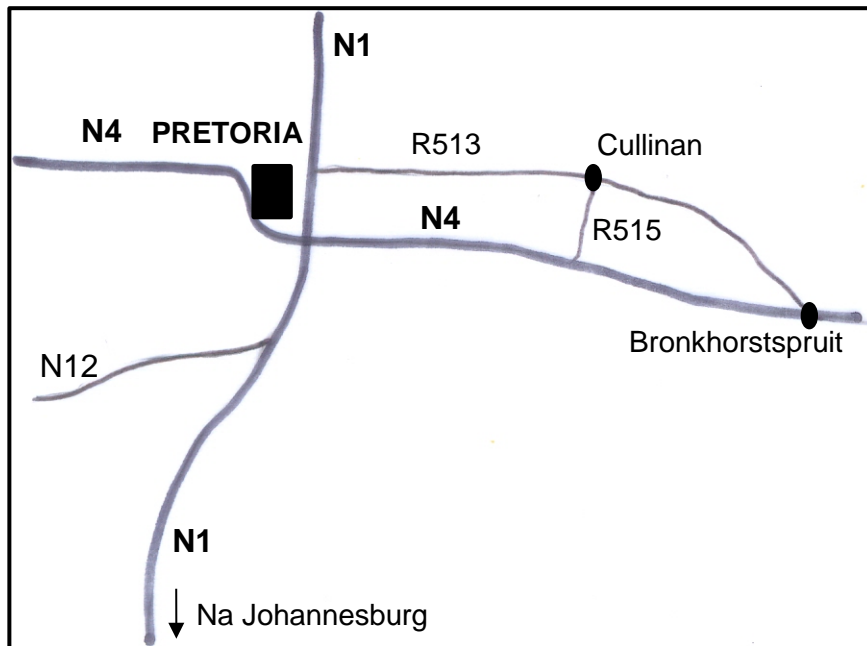 N1
N4 PRETORIA
R513
Cullinan
N4
R515
Bronkhorstspruit
N12
N1
Na Johannesburg